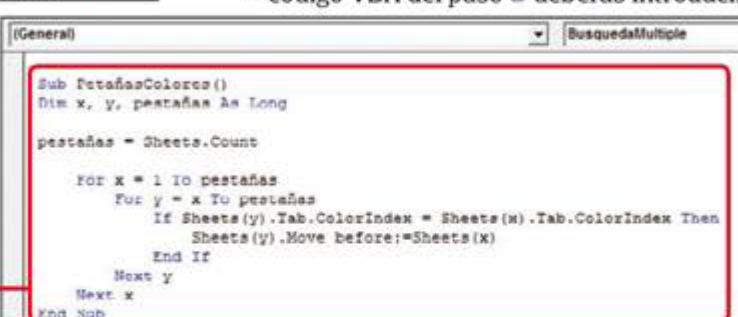 código VBA del paso deberás introducir
(General) BusquedaMultiple
Sub PetañasColores()
Dim x, y, pestañas As Long
pestañas = Sheets.Count
For x = 1 To pestañas
For y = x To pestañas
If Sheets(y).Tab.ColorIndex = Sheets(x).Tab.ColorIndex Then
Sheets(y).Move before:=Sheets(x)
End If
Next y
Next x
End Sub